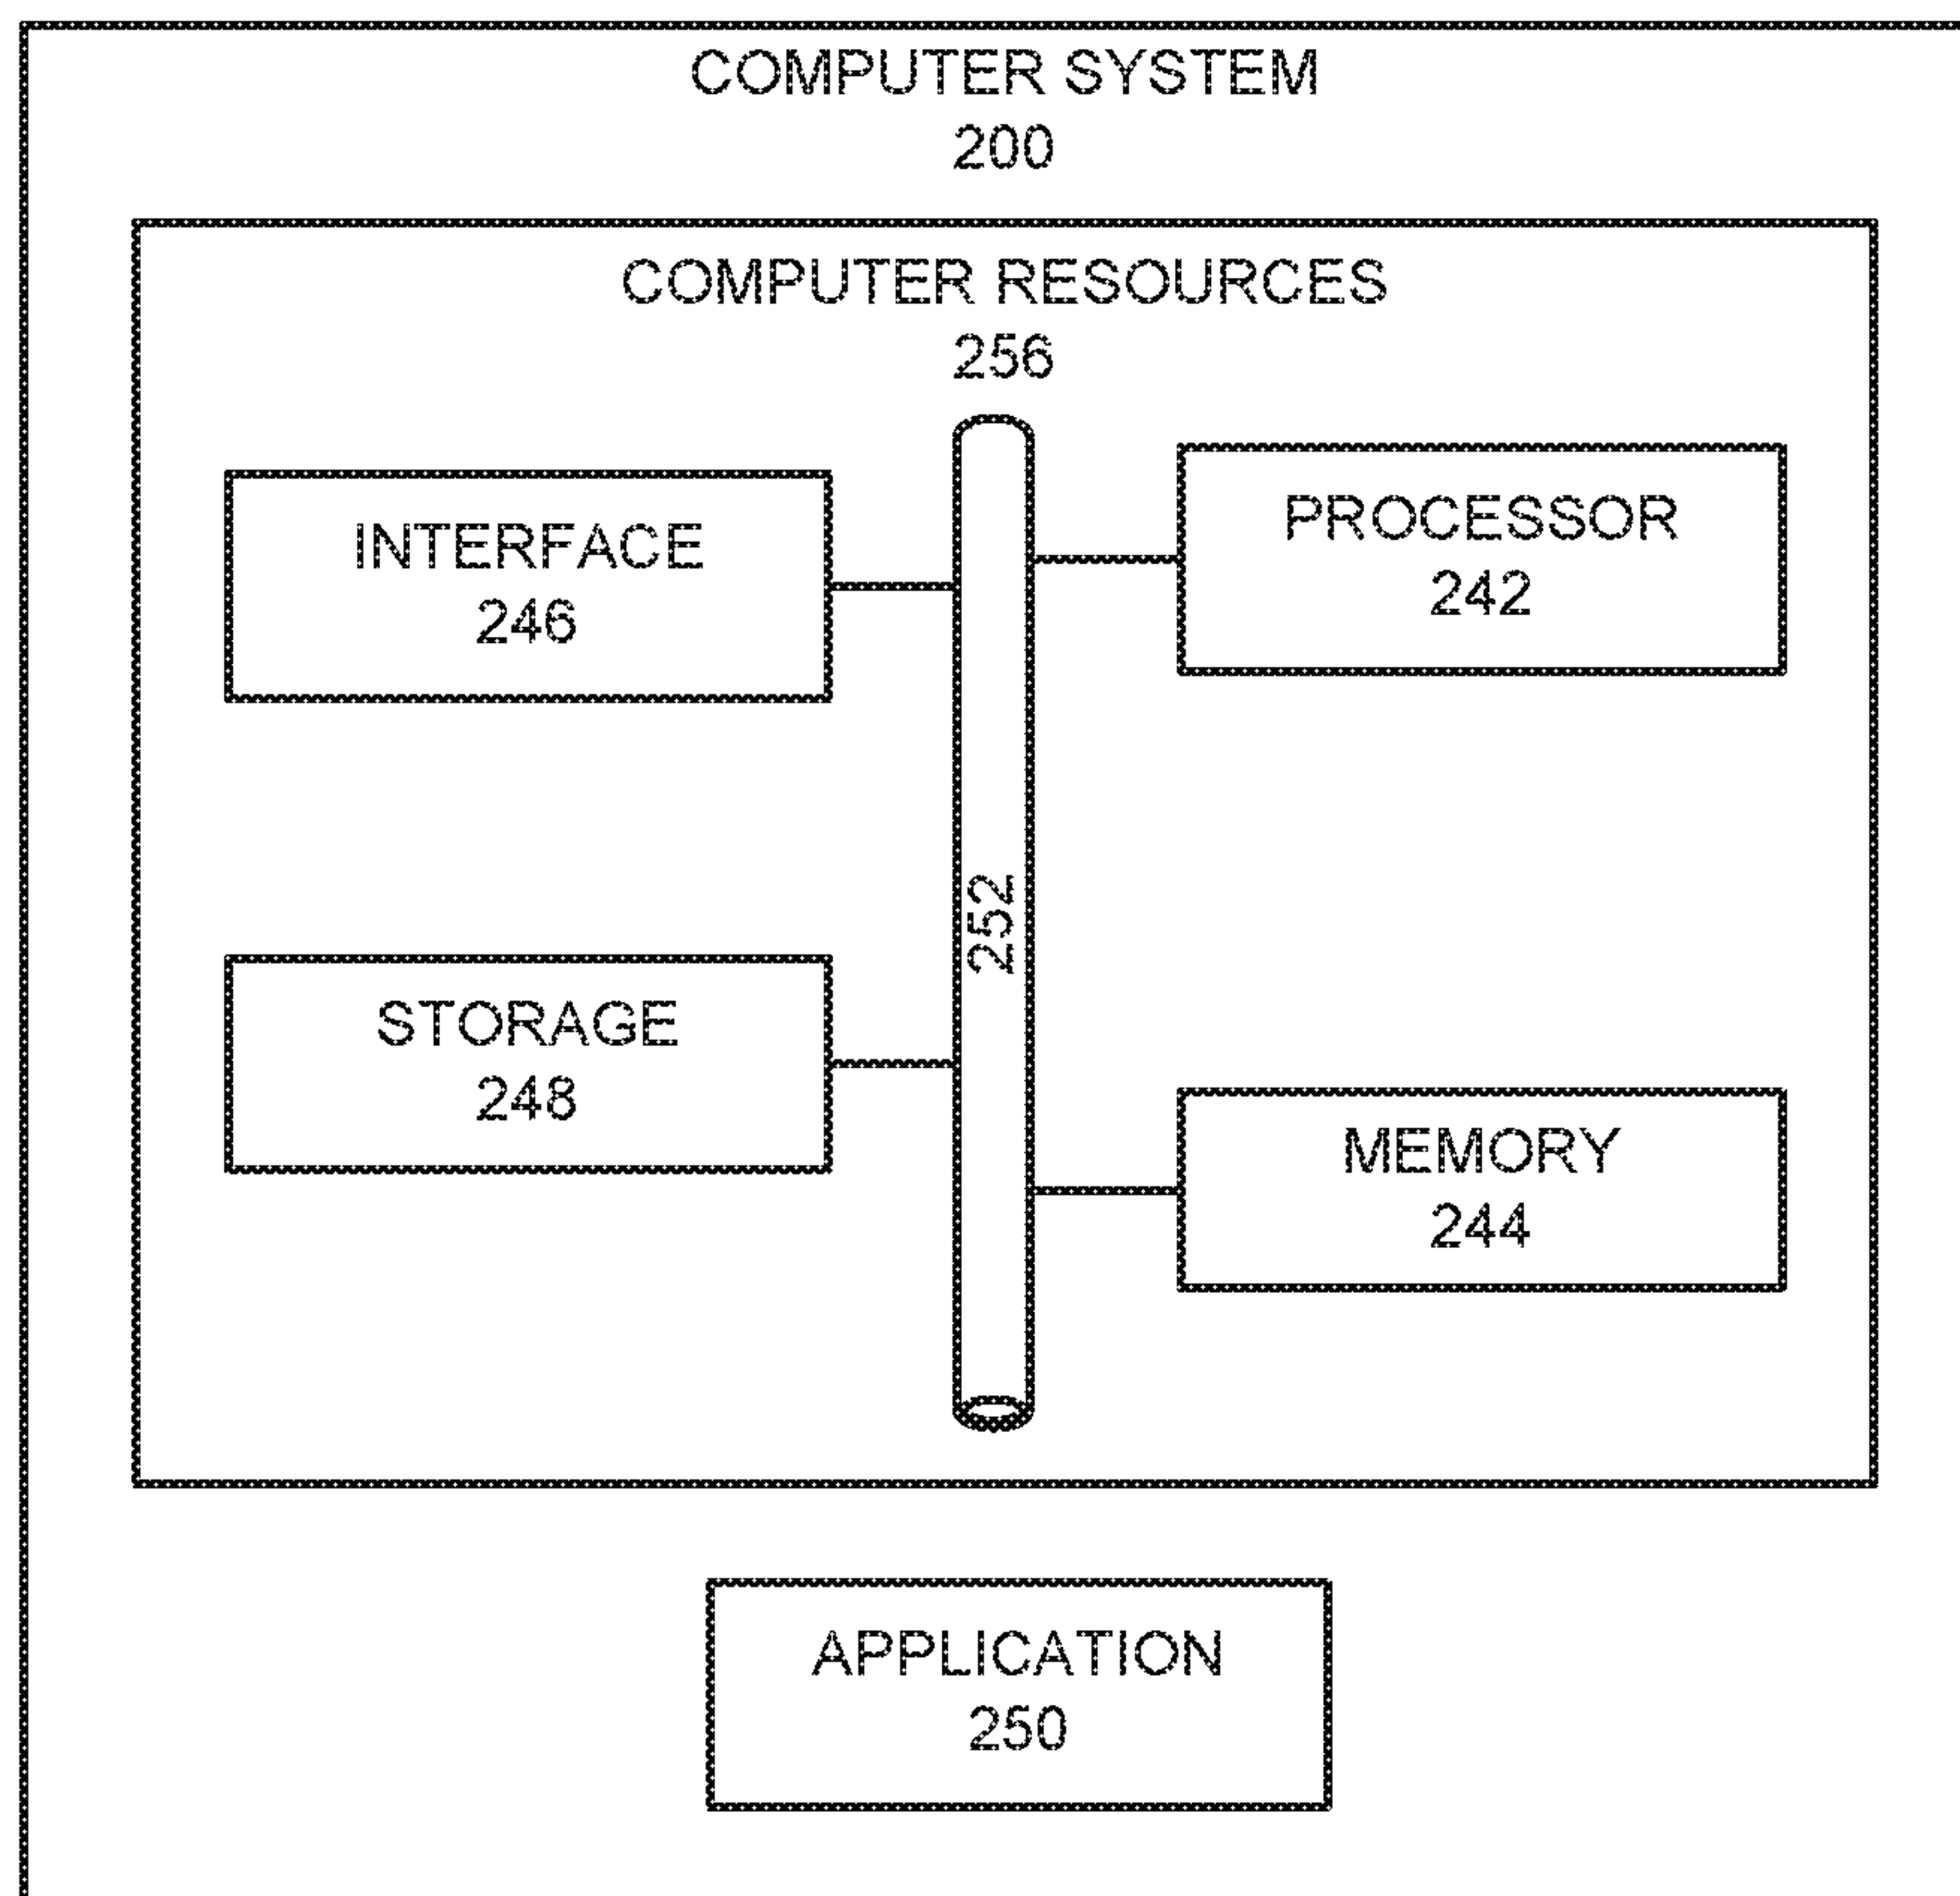 COMPUTER SYSTEM
200
COMPUTER RESOURCES
256
INTERFACE
246
PROCESSOR
242
252
STORAGE
248
MEMORY
244
APPLICATION
250